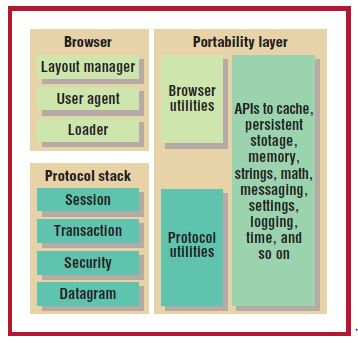 Browser
Layout manager
User agent
Loader
Protocol stack
Session
Transaction
Security
Datagram
Portability layer
Browser
utilities
Protocol
utilities
APIs to cache,
persistent
stotage,
memory,
strings, math,
messaging,
settings,
logging,
time, and
so on
.